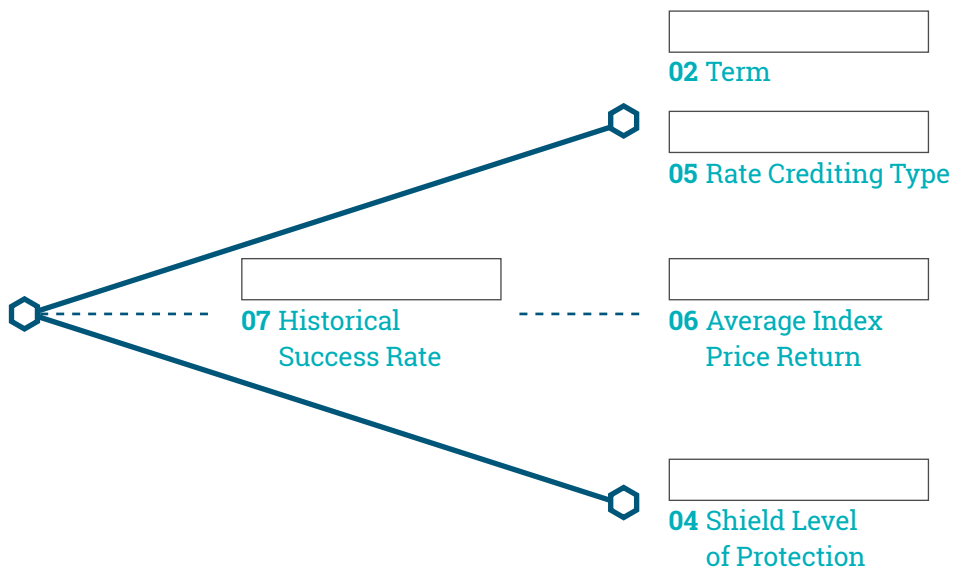 02 Term
05 Rate Crediting Type
07 Historical
Success Rate
06 Average Index
Price Return
04 Shield Level
of Protection